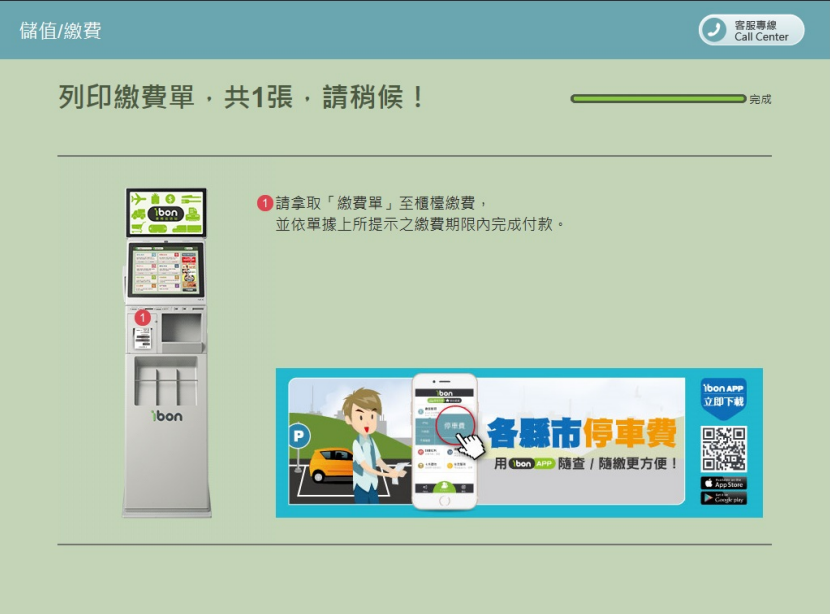 儲值/繳費
客服專線
Call Center
列印繳費單，共1張，請稍候！
完成
1 請拿取「繳費單」至櫃檯繳費，
並依單據上所提示之繳費期限內完成付款。
ibon
1
ibon
P
ibon
停車費
各縣市停車費
用 ibon APP 隨查 / 隨繳更方便！
ibon APP
立即下載
App Store
Google play